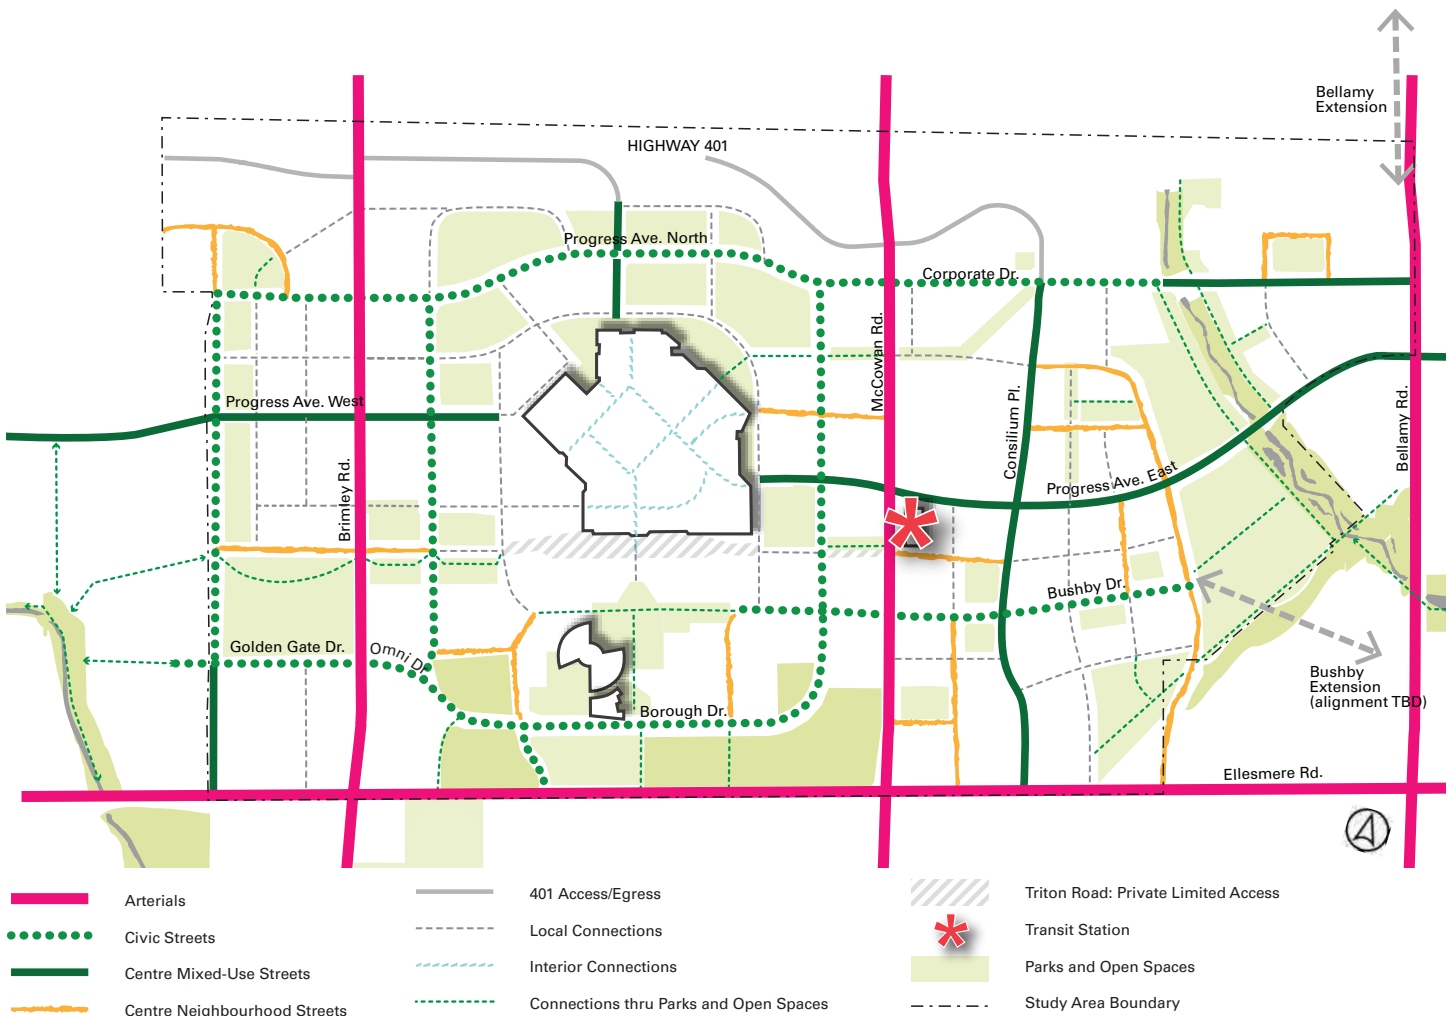 Bellamy
Extension
HIGHWAY 401
Progress Ave. North
Corporate Dr.
McCowan Rd.
Progress Ave. West
Consilium Pl.
Bellamy Rd.
Brimley Rd.
Progress Ave. East
Bushby Dr.
Golden Gate Dr.
Omni Dr.
Bushby
Extension
(alignment TBD)
Borough Dr.
Ellesmere Rd.
Arterials
Civic Streets
Centre Mixed-Use Streets
Centre Neighbourhood Streets
401 Access/Egress
Local Connections
Interior Connections
Connections thru Parks and Open Spaces
Triton Road: Private Limited Access
Transit Station
Parks and Open Spaces
Study Area Boundary